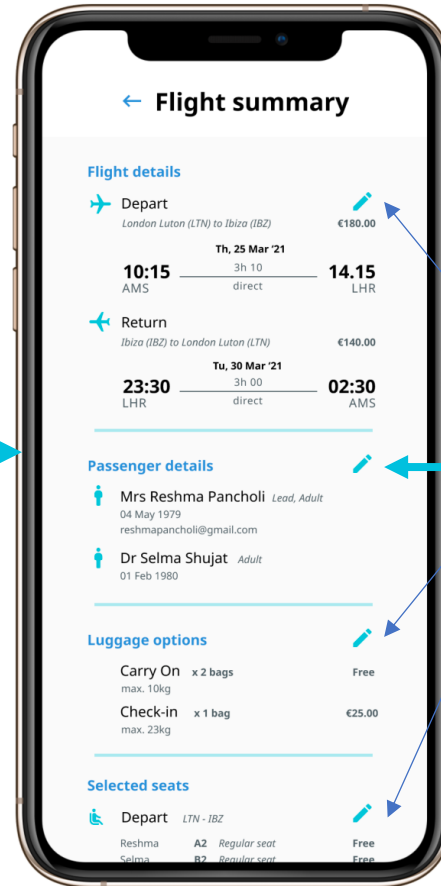 Flight summary
Flight details
Depart
London Luton (LTN) to Ibiza (IBZ) €180.00
Th, 25 Mar ‘21
10:15 3h 10 14.15
AMS direct LHR
Return
Ibiza (IBZ) to London Luton (LTN) €140.00
Tu, 30 Mar ‘21
23:30 3h 00 02:30
LHR direct AMS
Passenger details
Mrs Reshma Pancholi Lead, Adult
04 May 1979
reshmapancholi@gmail.com
Dr Selma Shujat Adult
01 Feb 1980
Luggage options
Carry On x 2 bags Free
max. 10kg
Check-in x 1 bag €25.00
max. 23kg
Selected seats
Depart LTN - IBZ
Reshma A2 Regular seat Free
Selma B2 Regular seat Free